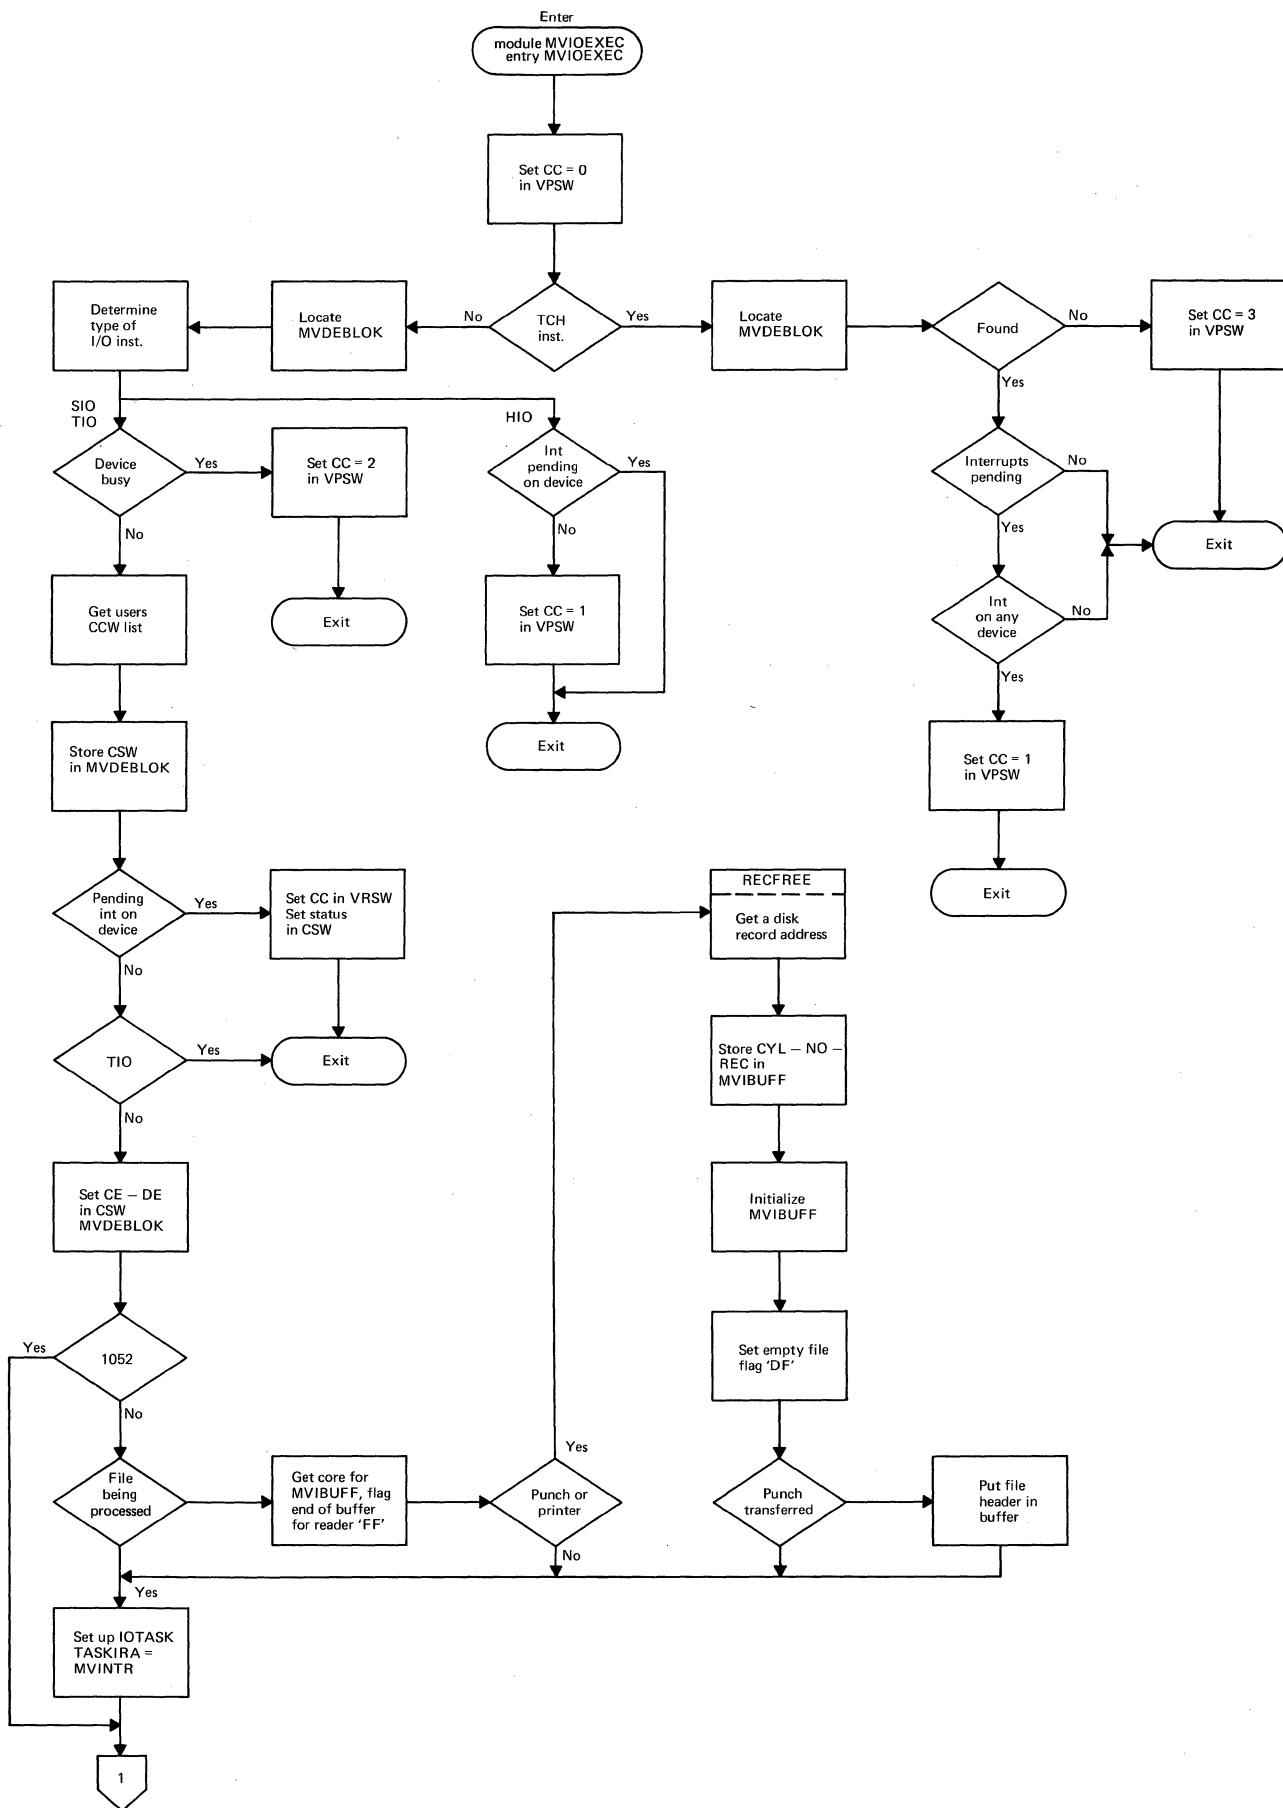 Enter
module MVIOEXEC
entry MVIOEXEC
Set CC = 0
in VPSW
TCH
inst.
No
Yes
Locate
MVDEBLOK
Determine
type of
I/O inst.
Locate
MVDEBLOK
Found
No
Yes
Set CC = 3
in VPSW
SIO
TIO
HIO
Device
busy
Yes
No
Set CC = 2
in VPSW
Exit
Int
pending
on device
Yes
No
Set CC = 1
in VPSW
Exit
Interrupts
pending
No
Yes
Exit
Int
on any
device
No
Yes
Set CC = 1
in VPSW
Exit
Get users
CCW list
Store CSW
in MVDEBLOK
Pending
int on
device
Yes
No
Set CC in VRSW
Set status
in CSW
TIO
Yes
No
Exit
Set CE – DE
in CSW
MVDEBLOK
1052
Yes
No
File
being
processed
Yes
Get core for
MVIBUFF, flag
end of buffer
for reader 'FF'
Punch or
printer
Yes
No
RECFREE
Get a disk
record address
Store CYL – NO –
REC in
MVIBUFF
Initialize
MVIBUFF
Set empty file
flag 'DF'
Punch
transferred
Put file
header in
buffer
Set up IOTASK
TASKIRA =
MVINTR
1